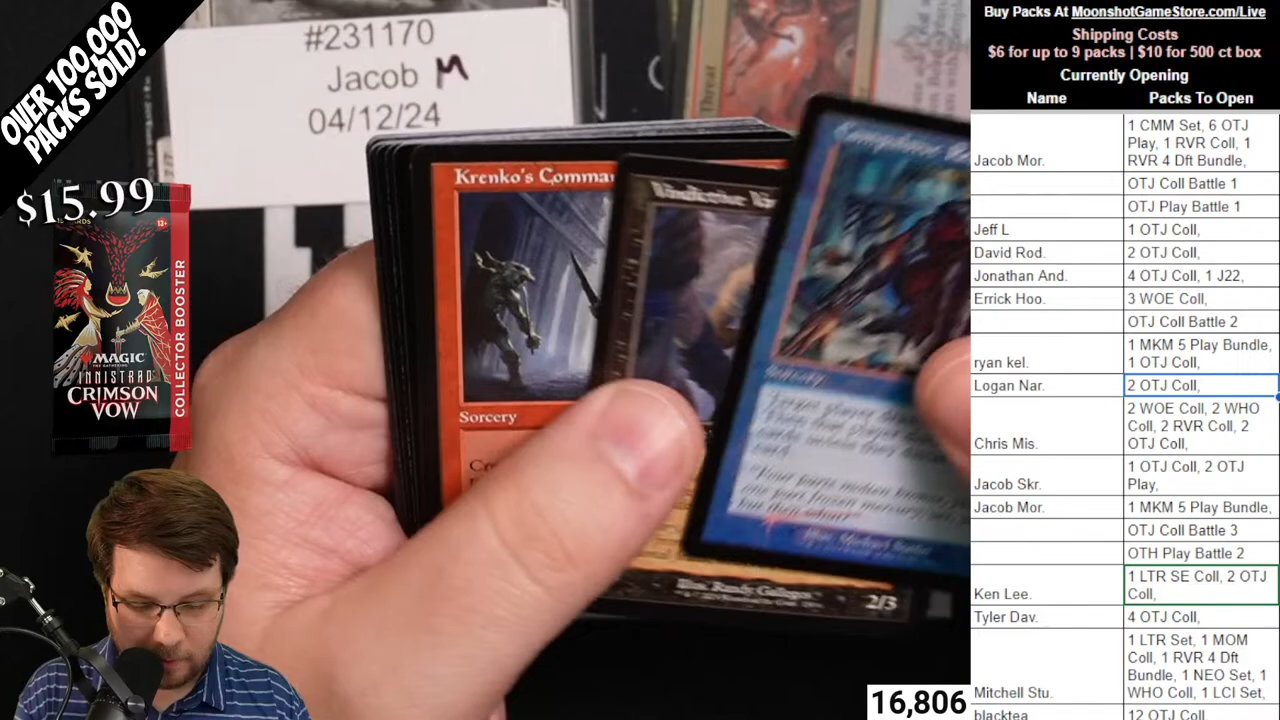 OVER 100,000
PACKS SOLD!
$15.99
12+
MAGIC
THE GATHERING
INNISTRAD
CRIMSON
VOW
COLLECTOR BOOSTER
#231170
Jacob M
04/12/24
Threat
Krenko's Comman
Sorcery
Vindictive
Sorcery
2/3
16,806
Buy Packs At MoonshotGameStore.com/Live
Shipping Costs
$6 for up to 9 packs | $10 for 500 ct box
Currently Opening
Name Packs To Open
1 CMM Set, 6 OTJ
Play, 1 RVR Coll, 1
Jacob Mor. RVR 4 Dft Bundle,
OTJ Coll Battle 1
OTJ Play Battle 1
Jeff L 1 OTJ Coll,
David Rod. 2 OTJ Coll,
Jonathan And. 4 OTJ Coll, 1 J22,
Errick Hoo. 3 WOE Coll,
OTJ Coll Battle 2
1 MKM 5 Play Bundle,
ryan kel. 1 OTJ Coll,
Logan Nar. 2 OTJ Coll,
2 WOE Coll, 2 WHO
Coll, 2 RVR Coll, 2
Chris Mis. OTJ Coll,
1 OTJ Coll, 2 OTJ
Jacob Skr. Play,
Jacob Mor. 1 MKM 5 Play Bundle,
OTJ Coll Battle 3
OTH Play Battle 2
1 LTR SE Coll, 2 OTJ
Ken Lee. Coll,
Tyler Dav. 4 OTJ Coll,
1 LTR Set, 1 MOM
Coll, 1 RVR 4 Dft
Bundle, 1 NEO Set, 1
Mitchell Stu. WHO Coll, 1 LCI Set,
blacktea 12 OTJ Coll